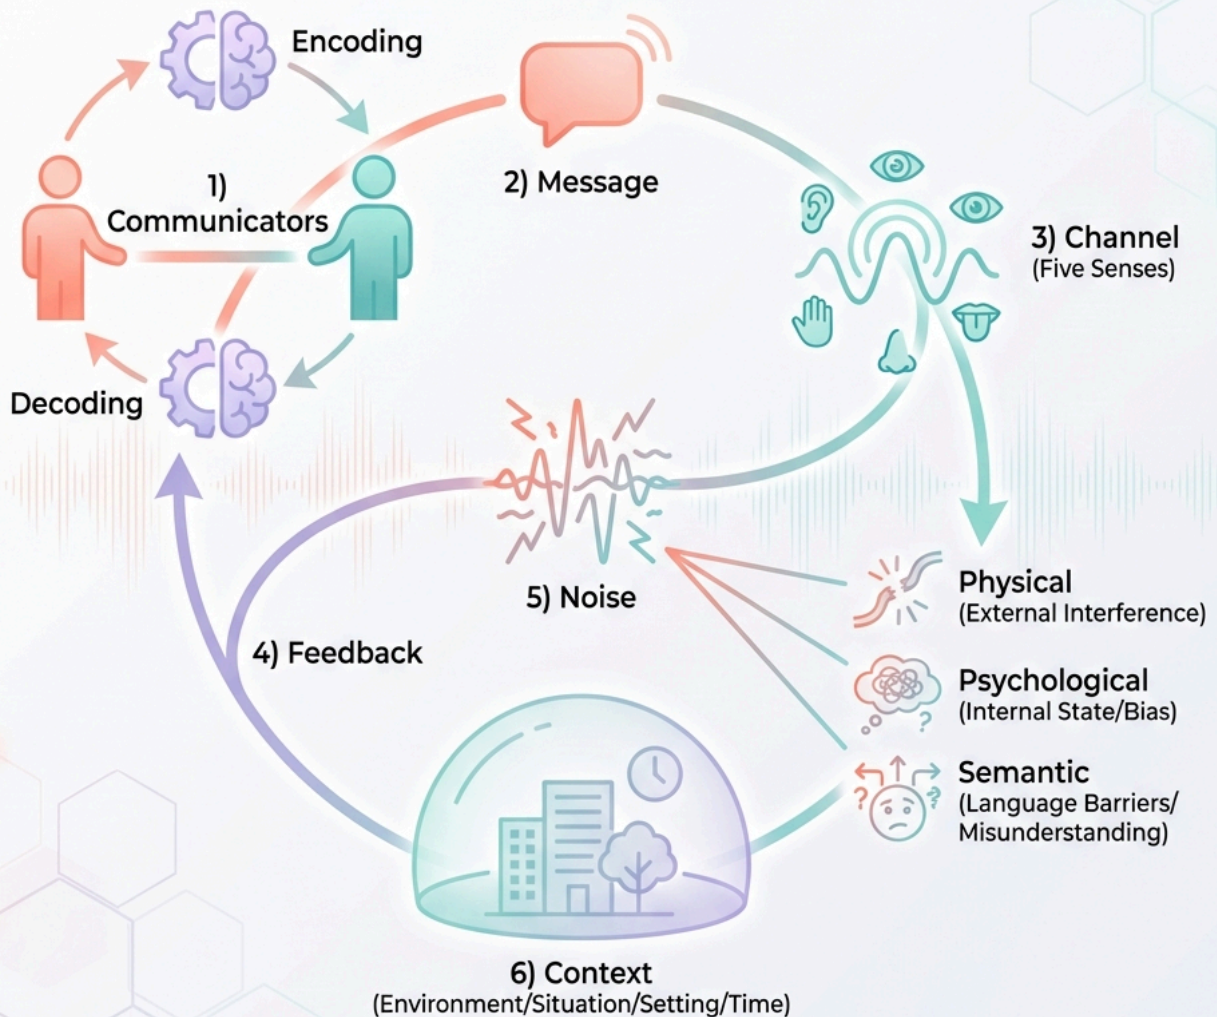 Encoding
1)
Communicators
Decoding
2) Message
3) Channel
(Five Senses)
5) Noise
4) Feedback
Physical
(External Interference)
Psychological
(Internal State/Bias)
Semantic
(Language Barriers/
Misunderstanding)
6) Context
(Environment/Situation/Setting/Time)